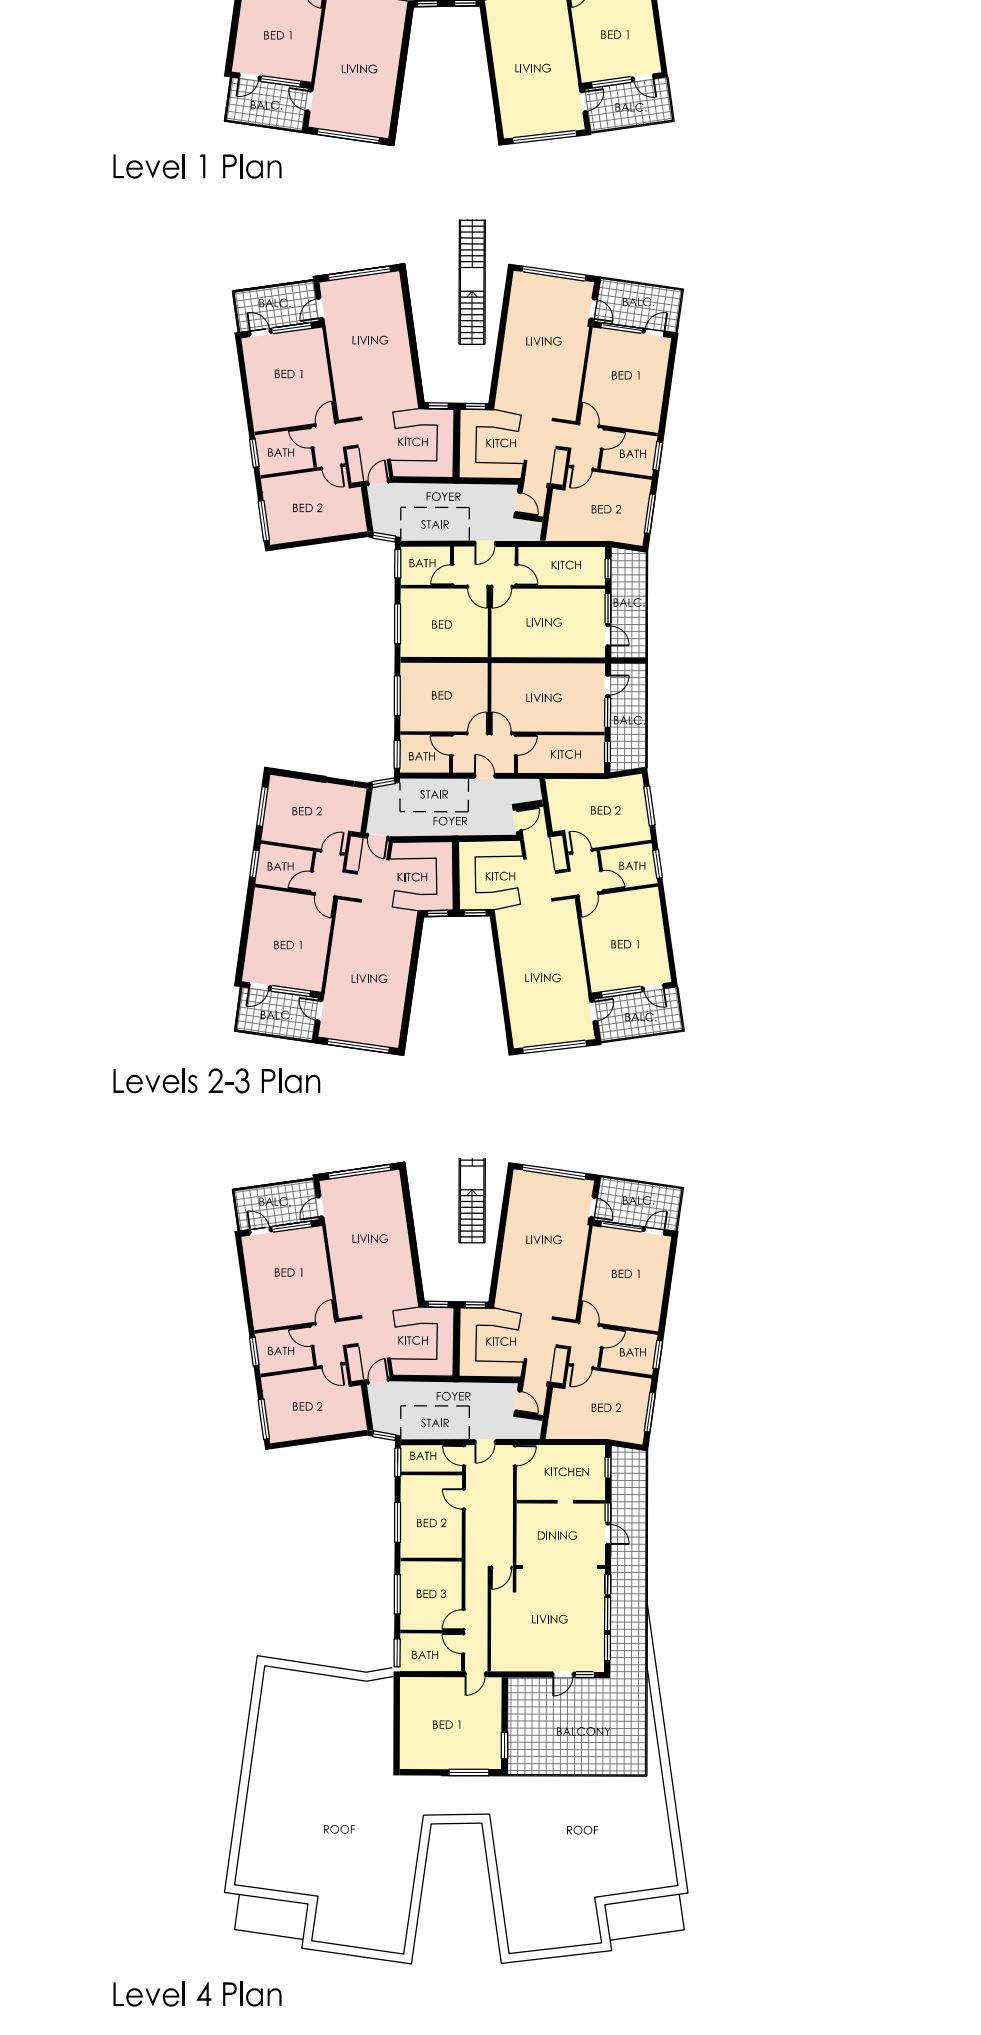 BED 1
BED 1
LIVING
LIVING
BALC.
BALC.
Level 1 Plan
BALC.
BALC.
LIVING
LIVING
BED 1
BED 1
KITCH
KITCH
BATH
BATH
FOYER
BED 2
BED 2
STAIR
BATH
KITCH
BALC.
BED
LIVING
BED
LIVING
BALC.
BATH
KITCH
STAIR
BED 2
BED 2
FOYER
BATH
BATH
KITCH
KITCH
BED 1
BED 1
LIVING
LIVING
BALC.
BALC.
Levels 2-3 Plan
BALC.
BALC.
LIVING
LIVING
BED 1
BED 1
KITCH
KITCH
BATH
BATH
FOYER
BED 2
BED 2
STAIR
BATH
KITCHEN
BED 2
DINING
BED 3
LIVING
BATH
BED 1
BALCONY
ROOF
ROOF
Level 4 Plan